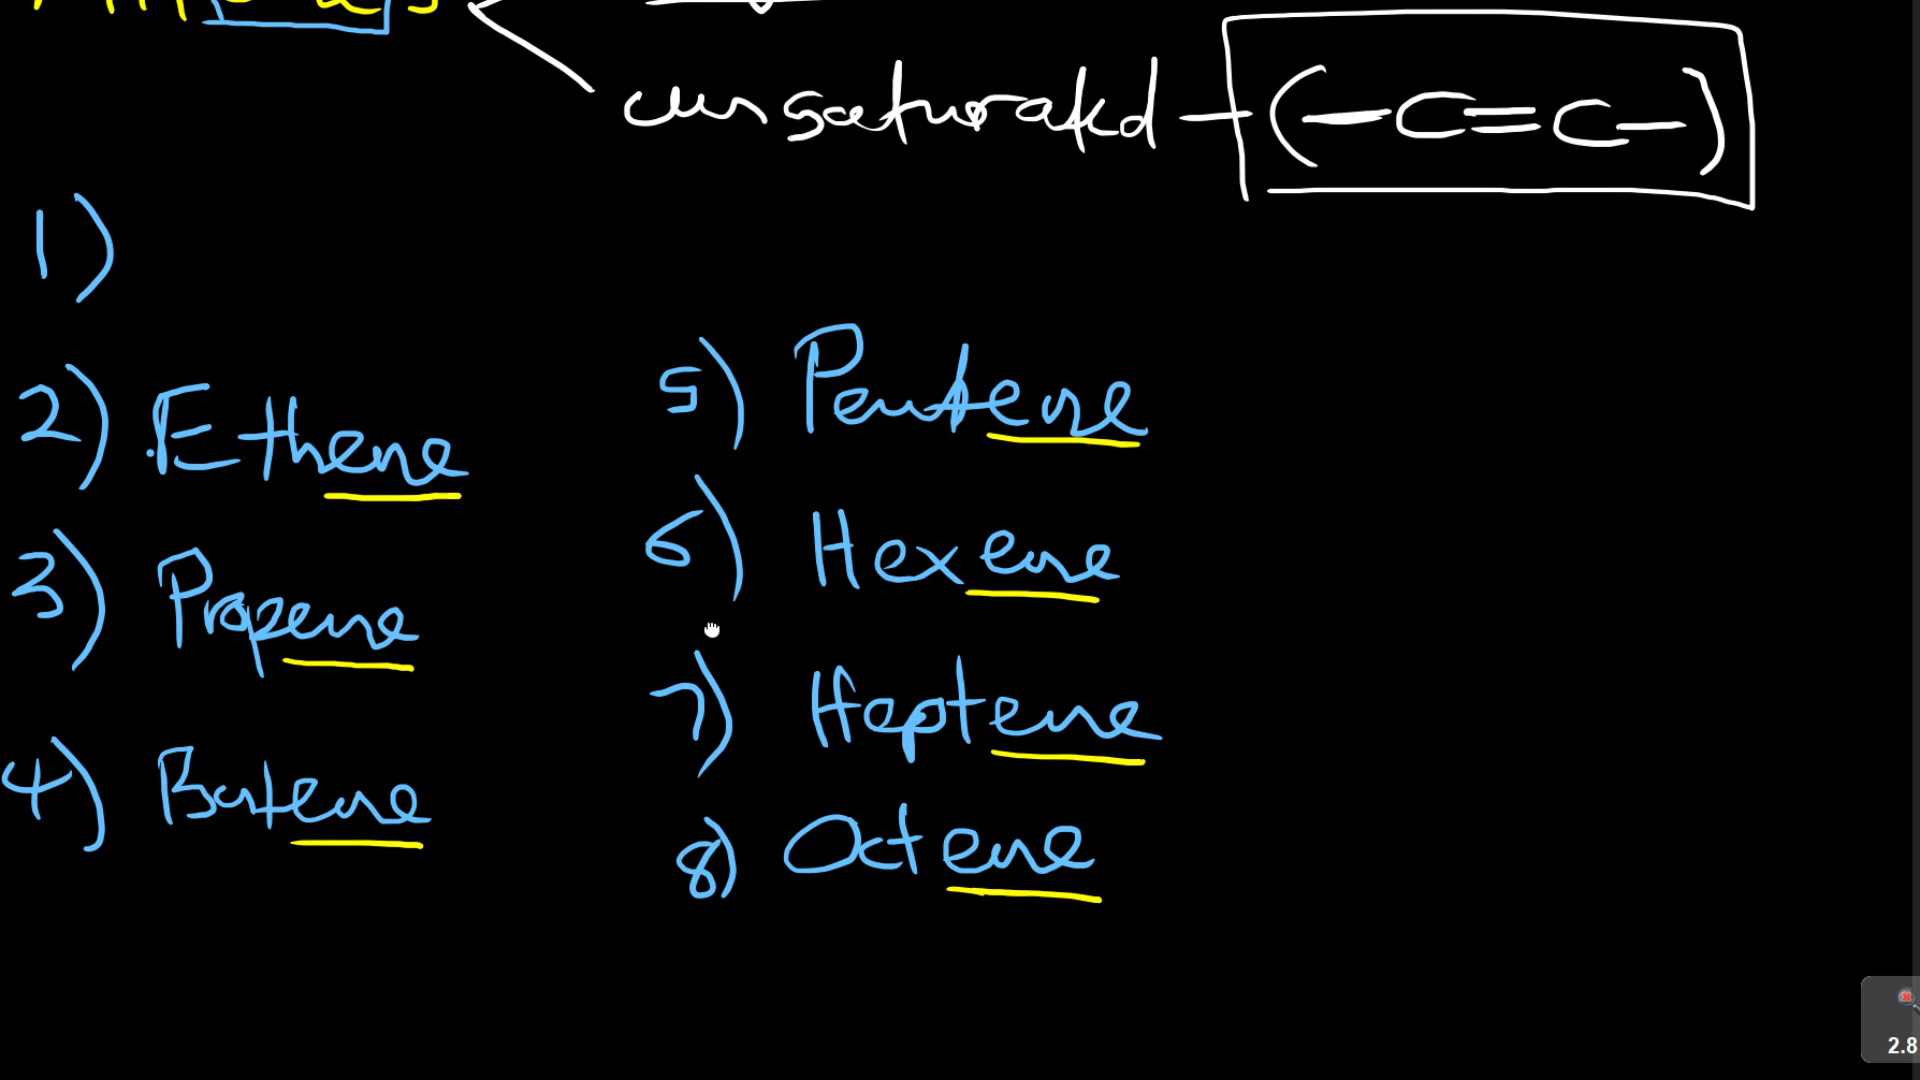 unsaturated - (-C=C-)
1)
2) Ethene
3) Propene
4) Butene
5) Pentene
6) Hexene
7) Heptene
8) Octene
2.8